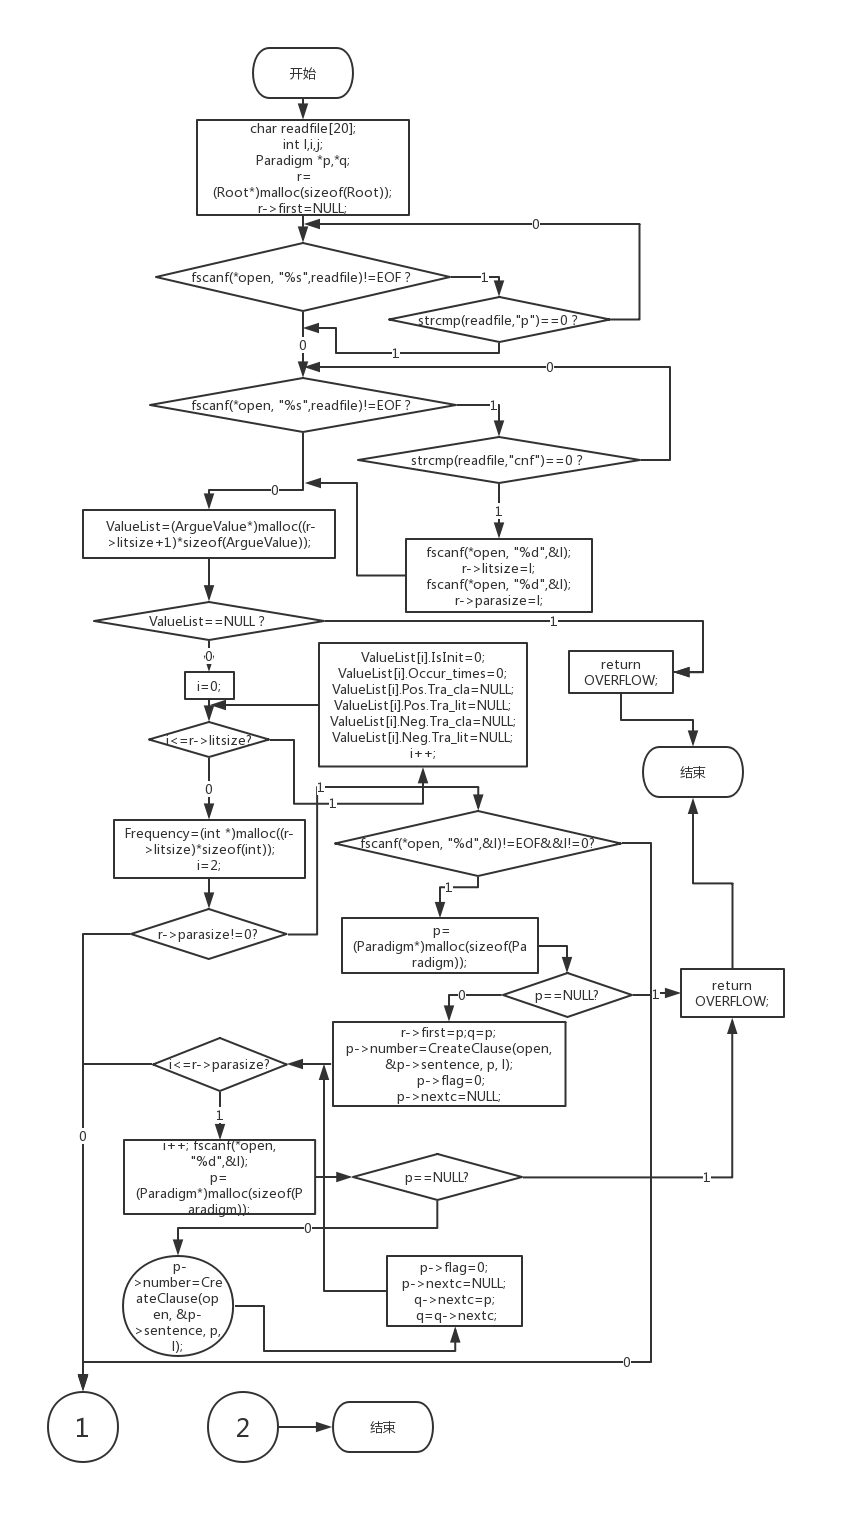 开始
char readfile[20];
int l,i,j;
Paradigm *p,*q;
r=
(Root*)malloc(sizeof(Root));
r->first=NULL;
0
fscanf(*open, "%s",readfile)!=EOF ?
1
strcmp(readfile,"p")==0 ?
0
1
0
fscanf(*open, "%s",readfile)!=EOF ?
1
strcmp(readfile,"cnf")==0 ?
0
1
ValueList=(ArgueValue*)malloc((r-
>litsize+1)*sizeof(ArgueValue));
fscanf(*open, "%d",&l);
r->litsize=l;
fscanf(*open, "%d",&l);
r->parasize=l;
ValueList==NULL ?
1
0
return
OVERFLOW;
i=0;
ValueList[i].IsInit=0;
ValueList[i].Occur_times=0;
ValueList[i].Pos.Tra_cla=NULL;
ValueList[i].Pos.Tra_lit=NULL;
ValueList[i].Neg.Tra_cla=NULL;
ValueList[i].Neg.Tra_lit=NULL;
i++;
i<=r->litsize?
结束
0
1
1
Frequency=(int *)malloc((r-
>litsize)*sizeof(int));
i=2;
fscanf(*open, "%d",&l)!=EOF&&l!=0?
1
r->parasize!=0?
p=
(Paradigm*)malloc(sizeof(Pa
radigm));
p==NULL?
0
1
return
OVERFLOW;
r->first=p;q=p;
p->number=CreateClause(open,
&p->sentence, p, l);
p->flag=0;
p->nextc=NULL;
i<=r->parasize?
1
0
i++; fscanf(*open,
"%d",&l);
p=
(Paradigm*)malloc(sizeof(P
aradigm));
p==NULL?
1
0
p-
>number=Cre
ateClause(op
en, &p-
>sentence, p,
l);
p->flag=0;
p->nextc=NULL;
q->nextc=p;
q=q->nextc;
0
1
2
结束